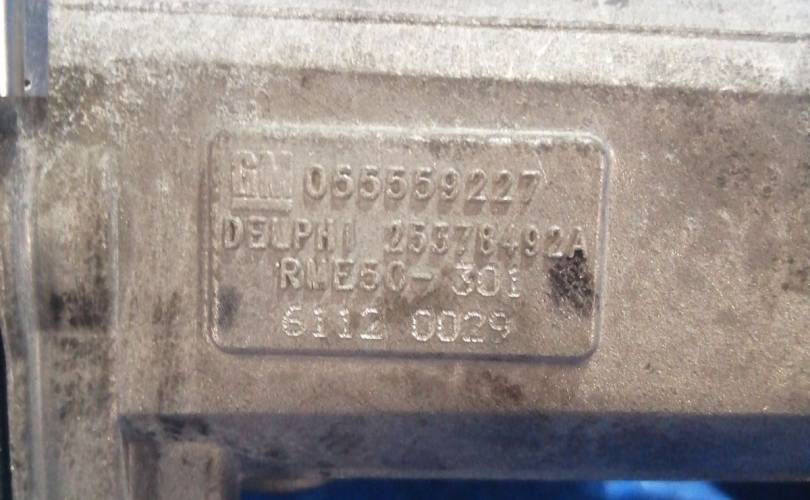 GM 055559227
DELPHI 25378492A
RME50-301
6112 0029